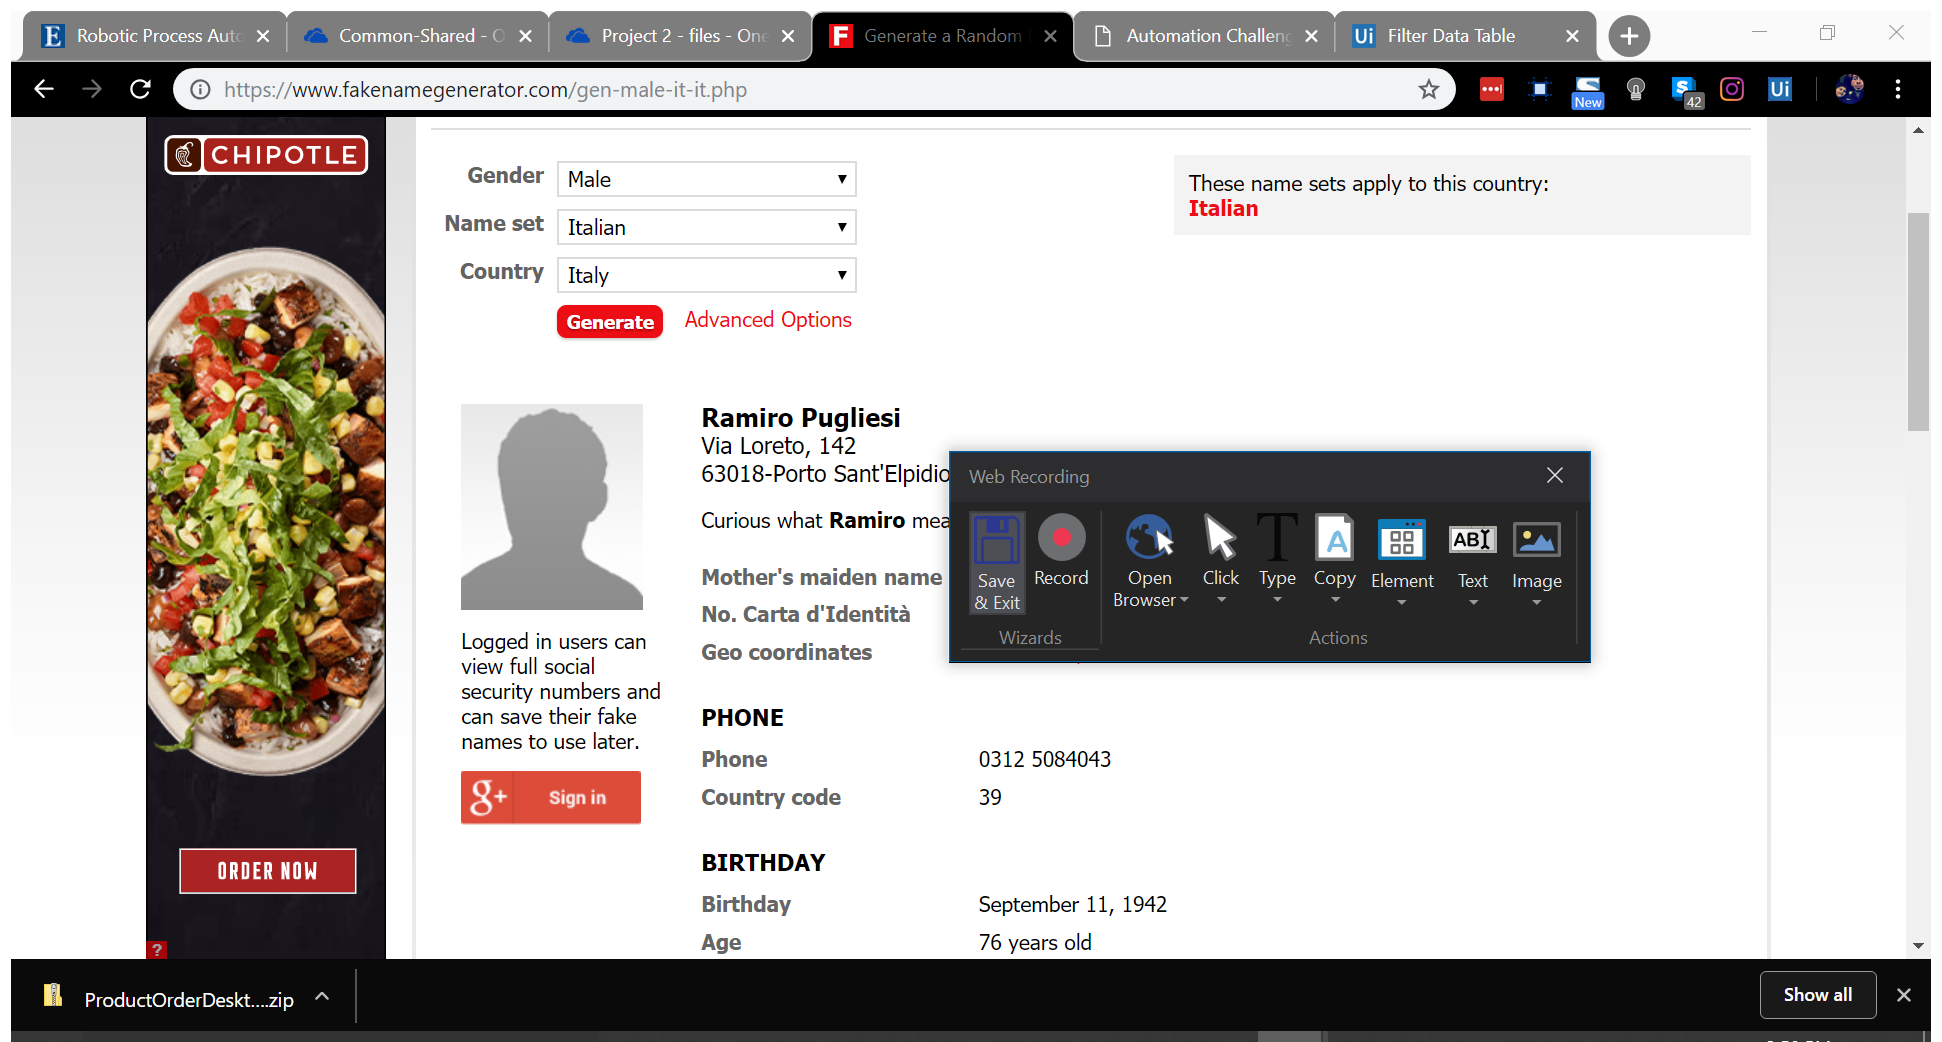 Robotic Process Auto
Common-Shared - O
Project 2 - files - One
Generate a Random
Automation Challeng
Filter Data Table
https://www.fakenamegenerator.com/gen-male-it-it.php
New
42
Ui
CHIPOTLE
Gender
Male
Name set
Italian
Country
Italy
Generate
Advanced Options
These name sets apply to this country:
Italian
Ramiro Pugliesi
Via Loreto, 142
63018-Porto Sant'Elpidio
Curious what Ramiro mea
Mother's maiden name
No. Carta d'Identità
Geo coordinates
Web Recording
Save
& Exit
Record
Open
Browser
Click
Type
Copy
Element
Text
Image
Wizards
Actions
Logged in users can
view full social
security numbers and
can save their fake
names to use later.
g+ Sign in
PHONE
Phone
0312 5084043
Country code
39
BIRTHDAY
Birthday
September 11, 1942
Age
76 years old
ORDER NOW
?
ProductOrderDeskt....zip
Show all